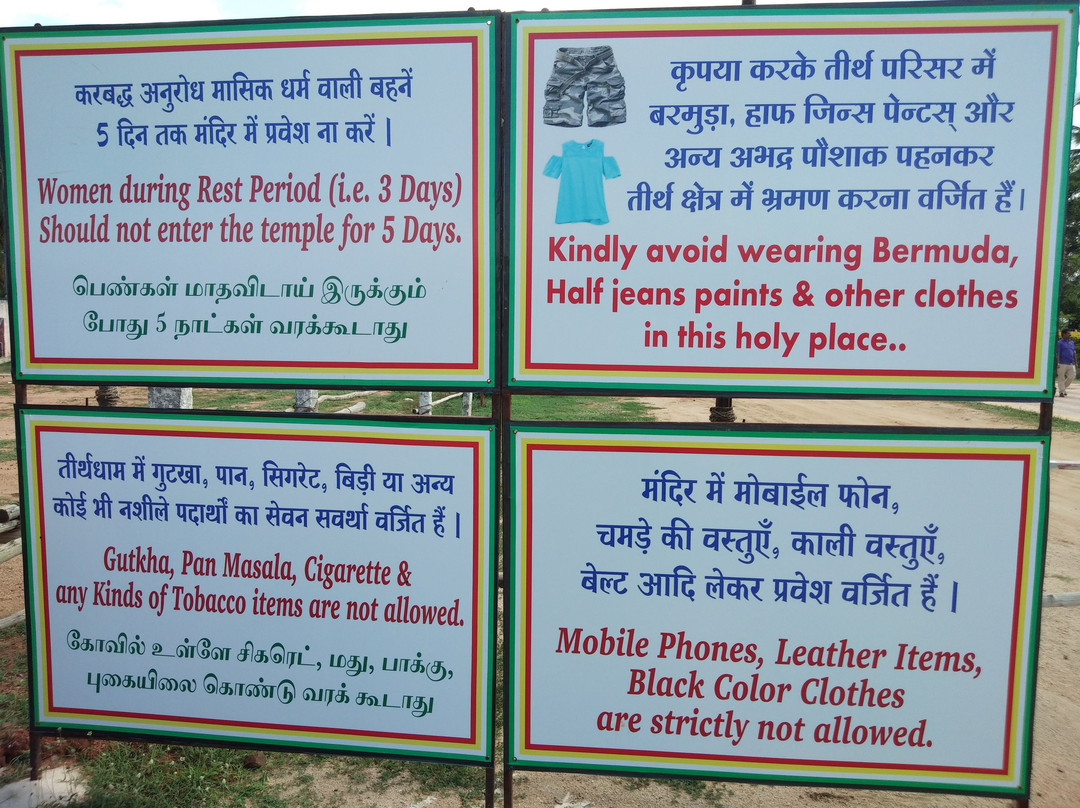 करबद्ध अनुरोध मासिक धर्म वाली बहनें
5 दिन तक मंदिर में प्रवेश ना करें |
Women during Rest Period (i.e. 3 Days)
Should not enter the temple for 5 Days.
பெண்கள் மாதவிடாய் இருக்கும்
போது 5 நாட்கள் வரக்கூடாது
कृपया करके तीर्थ परिसर में
बरमुड़ा, हाफ जिन्स पेन्टस् और
अन्य अभद्र पौशाक पहनकर
तीर्थ क्षेत्र में भ्रमण करना वर्जित हैं।
Kindly avoid wearing Bermuda,
Half jeans paints & other clothes
in this holy place..
तीर्थधाम में गुटखा, पान, सिगरेट, बिड़ी या अन्य
कोई भी नशीले पदार्थों का सेवन सवर्था वर्जित हैं |
Gutkha, Pan Masala, Cigarette &
any Kinds of Tobacco items are not allowed.
கோவில் உள்ளே சிகரெட், மது, பாக்கு,
புகையிலை கொண்டு வரக் கூடாது
मंदिर में मोबाईल फोन,
चमड़े की वस्तुएँ, काली वस्तुएँ,
बेल्ट आदि लेकर प्रवेश वर्जित हैं |
Mobile Phones, Leather Items,
Black Color Clothes
are strictly not allowed.